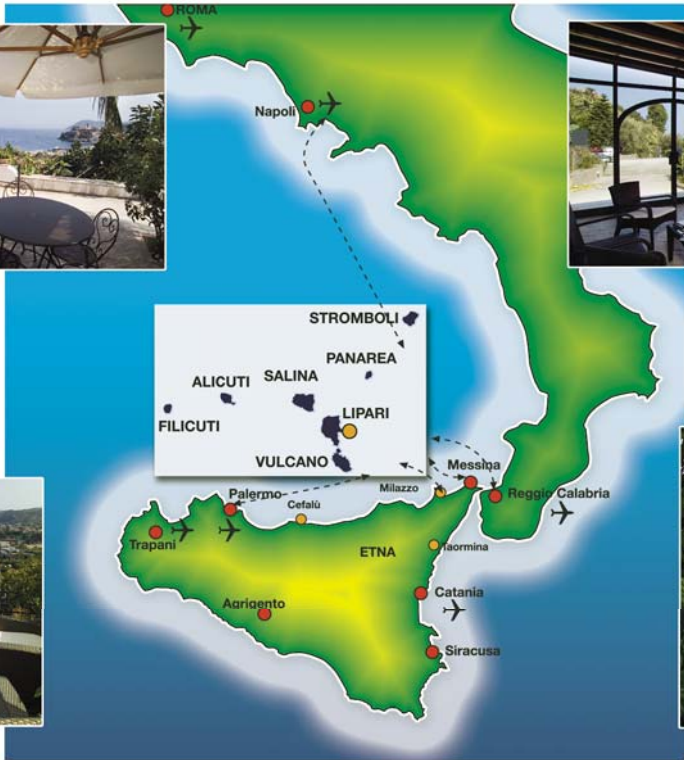 ROMA
Napoli
STROMBOLI
PANAREA
ALICUTI
SALINA
FILICUTI
LIPARI
VULCANO
Messina
Milazzo
Reggio Calabria
Palermo
Cefalù
Trapani
ETNA
Taormina
Agrigento
Catania
Siracusa